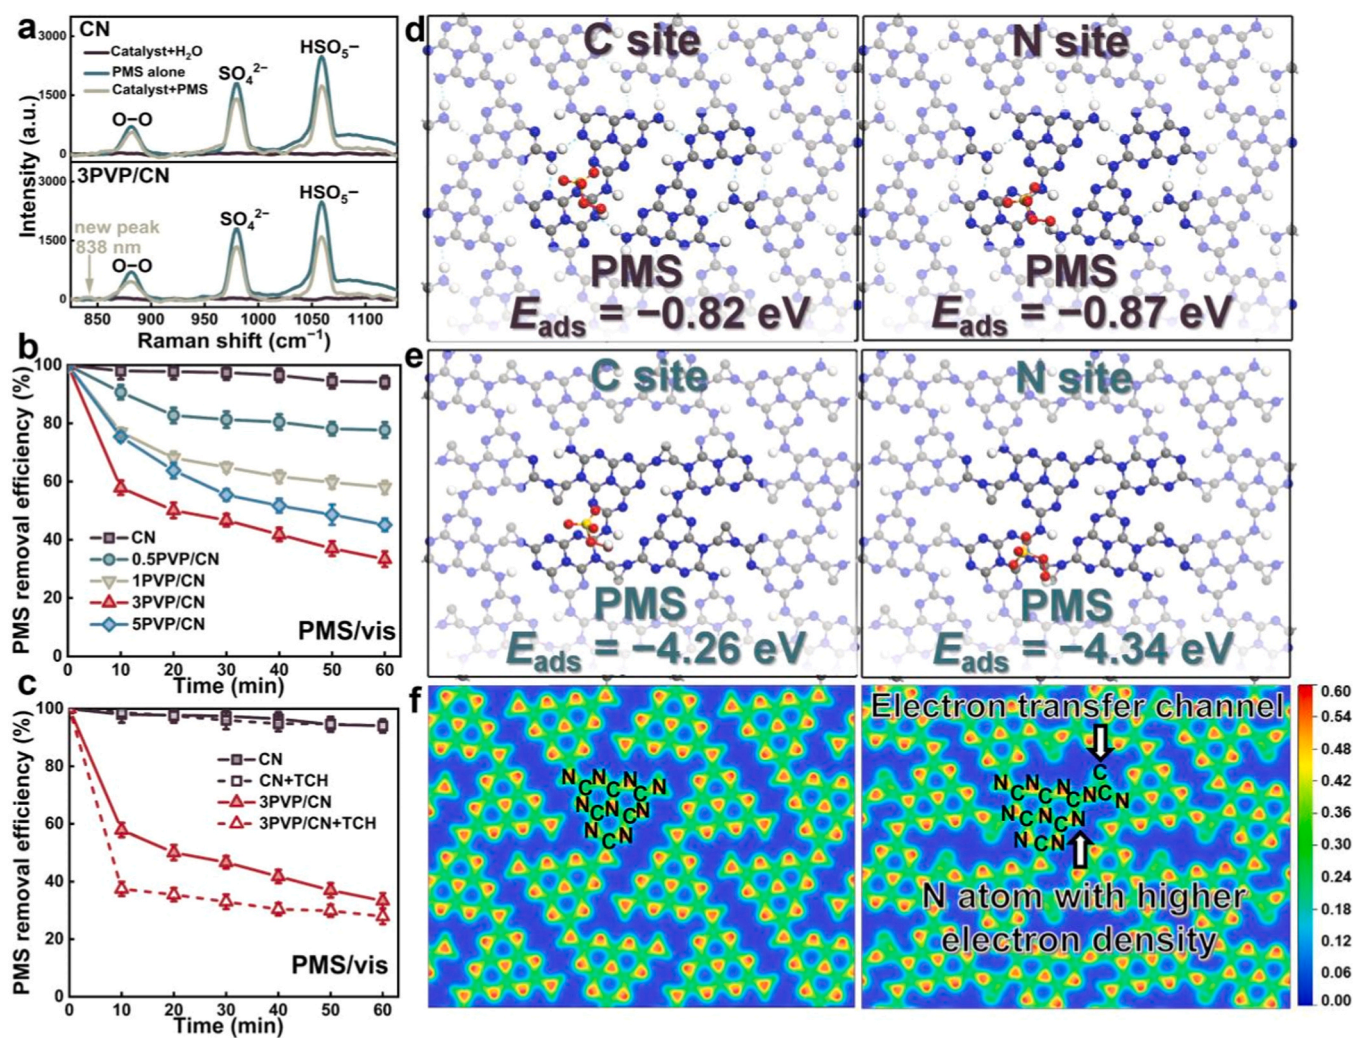 a
CN
Catalyst+H₂O
PMS alone
Catalyst+PMS
O−O
SO₄²⁻
HSO₅⁻
3000
1500
0
3PVP/CN
new peak
838 nm
O−O
SO₄²⁻
HSO₅⁻
3000
1500
0
Intensity (a.u.)
850 900 950 1000 1050 1100
Raman shift (cm⁻¹)
b
PMS removal efficiency (%)
100
80
60
40
20
0
CN
0.5PVP/CN
1PVP/CN
3PVP/CN
5PVP/CN
PMS/vis
0 10 20 30 40 50 60
Time (min)
c
PMS removal efficiency (%)
100
80
60
40
20
0
CN
CN+TCH
3PVP/CN
3PVP/CN+TCH
PMS/vis
0 10 20 30 40 50 60
Time (min)
d
C site
PMS
Eads = −0.82 eV
N site
PMS
Eads = −0.87 eV
e
C site
PMS
Eads = −4.26 eV
N site
PMS
Eads = −4.34 eV
f
N N N N
C C C
N N N
C C
N
C
Electron transfer channel
C
N N N N C N
C C C
N N N
C C
N N
C C
N atom with higher
electron density
0.60
0.54
0.48
0.42
0.36
0.30
0.24
0.18
0.12
0.06
0.00